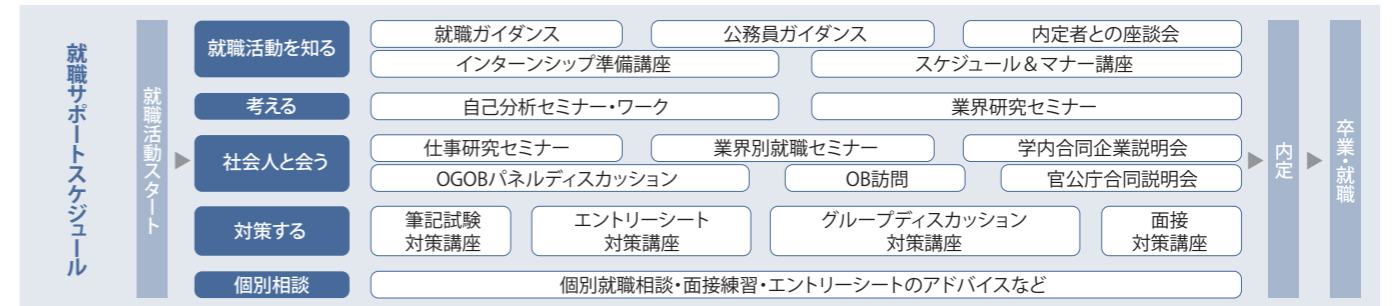 就職サポートスケジュール
就職活動スタート
就職活動を知る
就職ガイダンス
公務員ガイダンス
内定者との座談会
インターンシップ準備講座
スケジュール&マナー講座
考える
自己分析セミナー・ワーク
業界研究セミナー
社会人と会う
仕事研究セミナー
業界別就職セミナー
学内合同企業説明会
OGOBパネルディスカッション
OB訪問
官公庁合同説明会
対策する
筆記試験
対策講座
エントリーシート
対策講座
グループディスカッション
対策講座
面接
対策講座
個別相談
個別就職相談・面接練習・エントリーシートのアドバイスなど
内定
卒業・就職